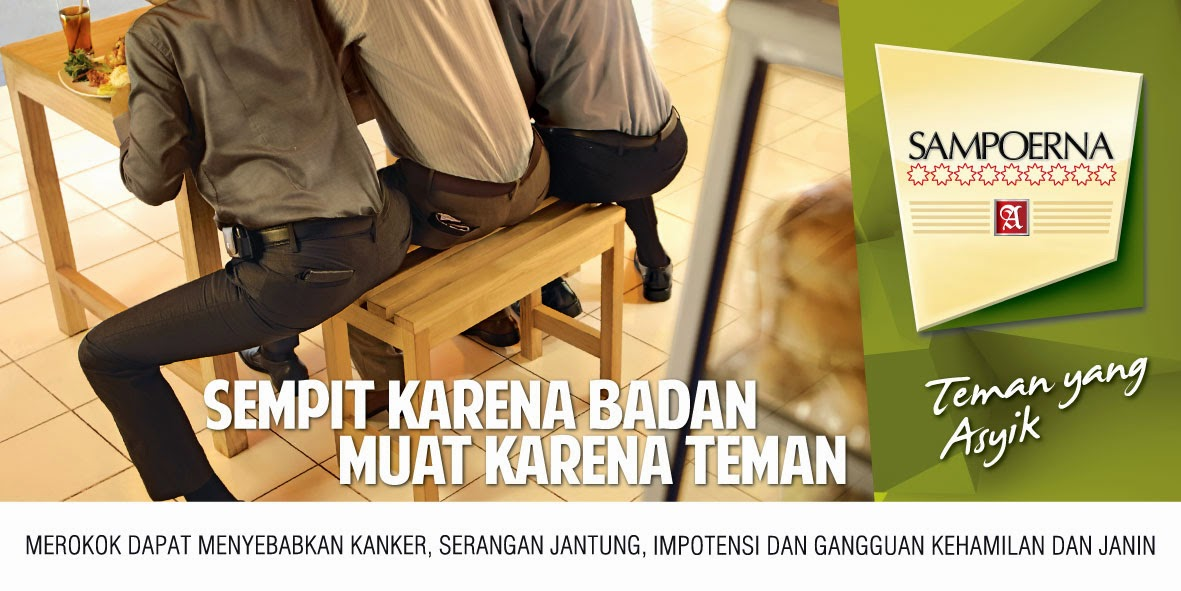 SAMPOERNA
A
SEMPIT KARENA BADAN
MUAT KARENA TEMAN
Teman yang
Asyik
MEROKOK DAPAT MENYEBABKAN KANKER, SERANGAN JANTUNG, IMPOTENSI DAN GANGGUAN KEHAMILAN DAN JANIN